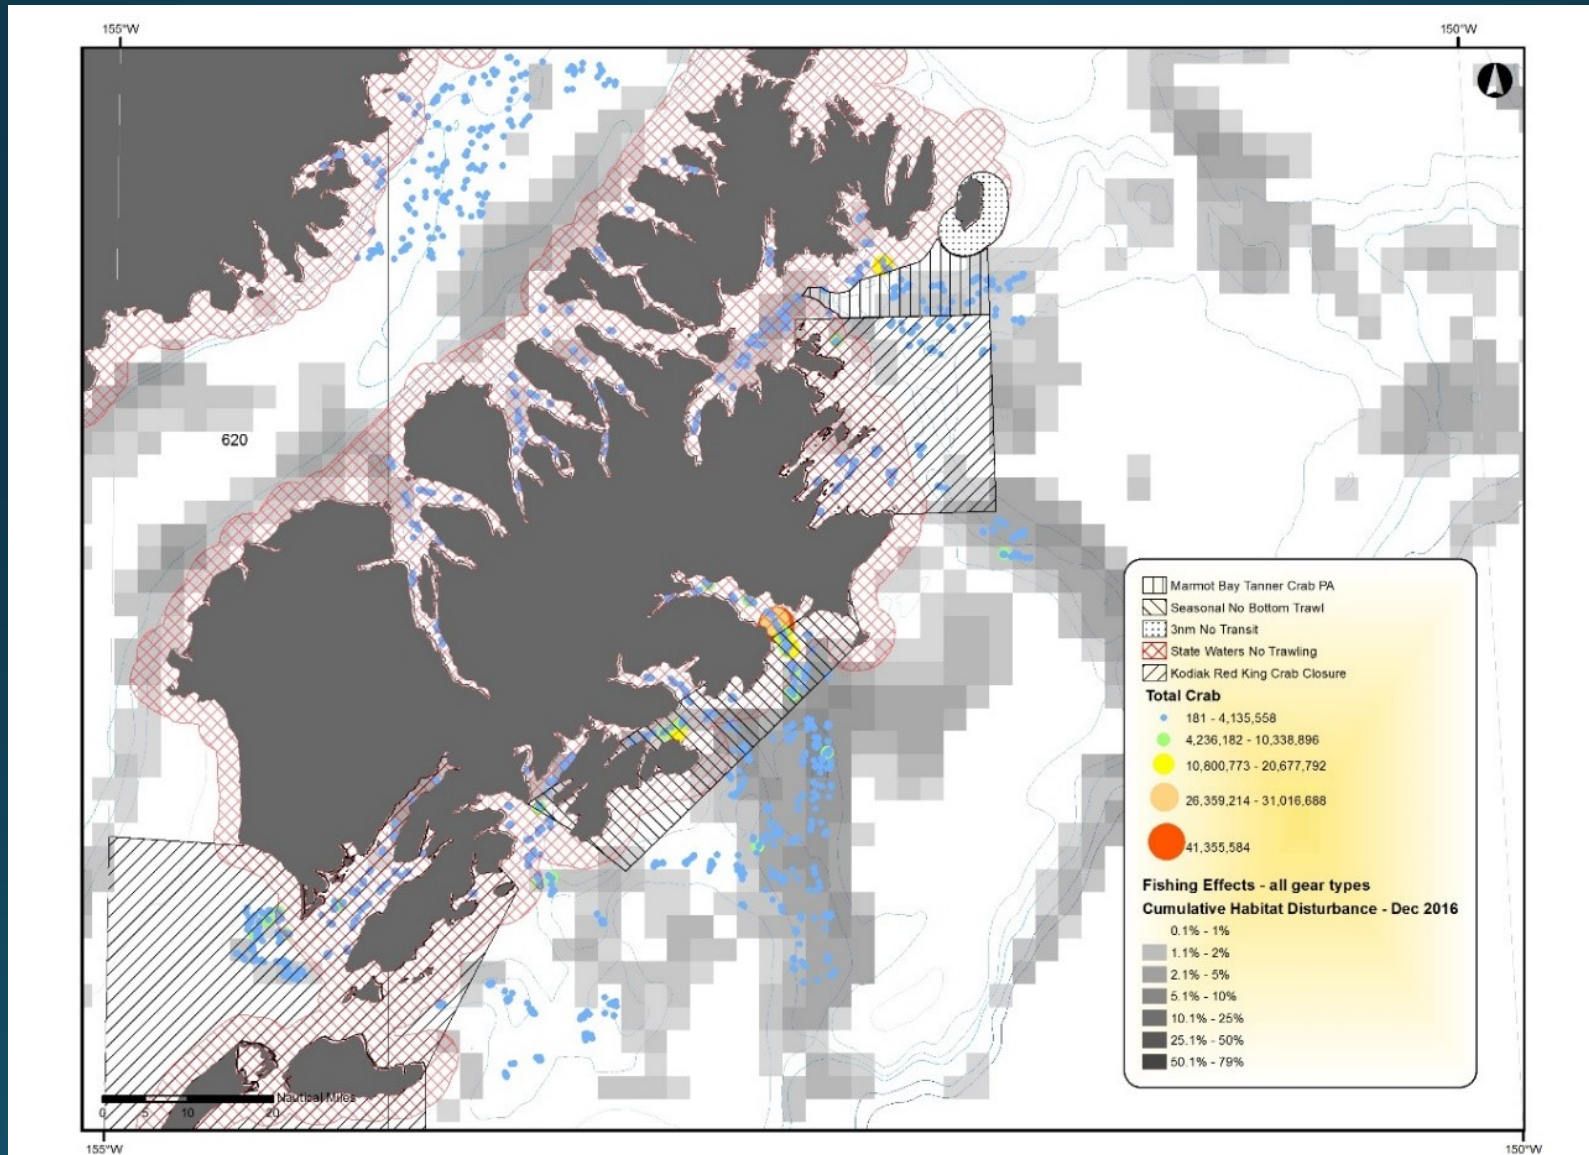 155°W
150°W
620
Marmot Bay Tanner Crab PA
Seasonal No Bottom Trawl
3nm No Transit
State Waters No Trawling
Kodiak Red King Crab Closure
Total Crab
181 - 4,135,558
4,236,182 - 10,338,896
10,800,773 - 20,677,792
26,359,214 - 31,016,688
41,355,584
Fishing Effects - all gear types
Cumulative Habitat Disturbance - Dec 2016
0.1% - 1%
1.1% - 2%
2.1% - 5%
5.1% - 10%
10.1% - 25%
25.1% - 50%
50.1% - 79%
Nautical Miles
0 5 10 20
155°W
150°W